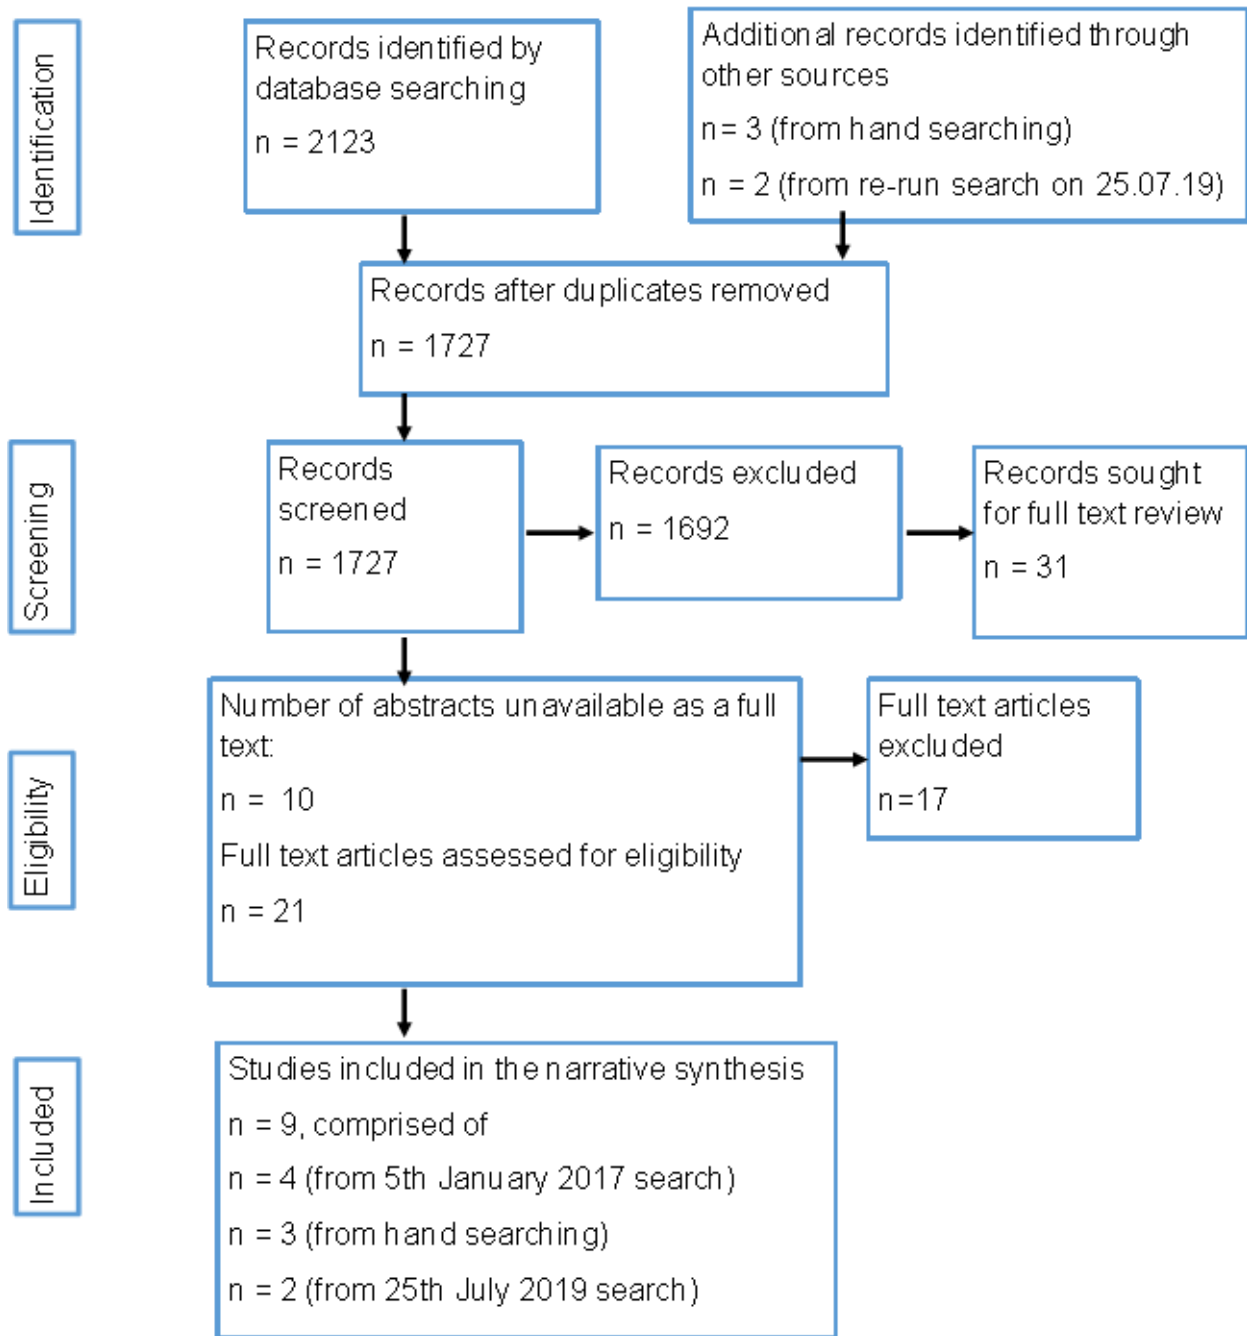 Identification
Records identified by
database searching
n = 2123
Additional records identified through
other sources
n= 3 (from hand searching)
n = 2 (from re-run search on 25.07.19)
Records after duplicates removed
n = 1727
Screening
Records
screened
n = 1727
Records excluded
n = 1692
Records sought
for full text review
n = 31
Eligibility
Number of abstracts unavailable as a full
text:
n = 10
Full text articles assessed for eligibility
n = 21
Full text articles
excluded
n=17
Included
Studies included in the narrative synthesis
n = 9, comprised of
n = 4 (from 5th January 2017 search)
n = 3 (from hand searching)
n = 2 (from 25th July 2019 search)